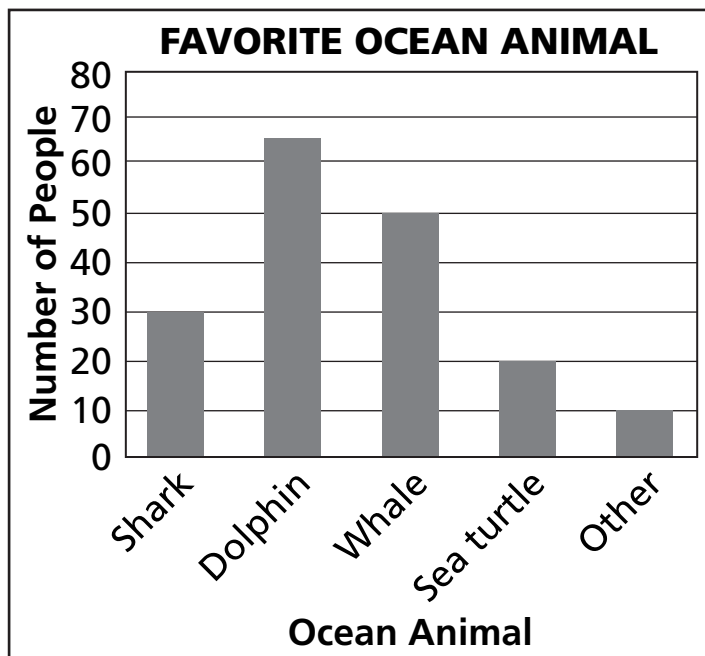 FAVORITE OCEAN ANIMAL
Number of People
80
70
60
50
40
30
20
10
0
Shark
Dolphin
Whale
Sea turtle
Other
Ocean Animal